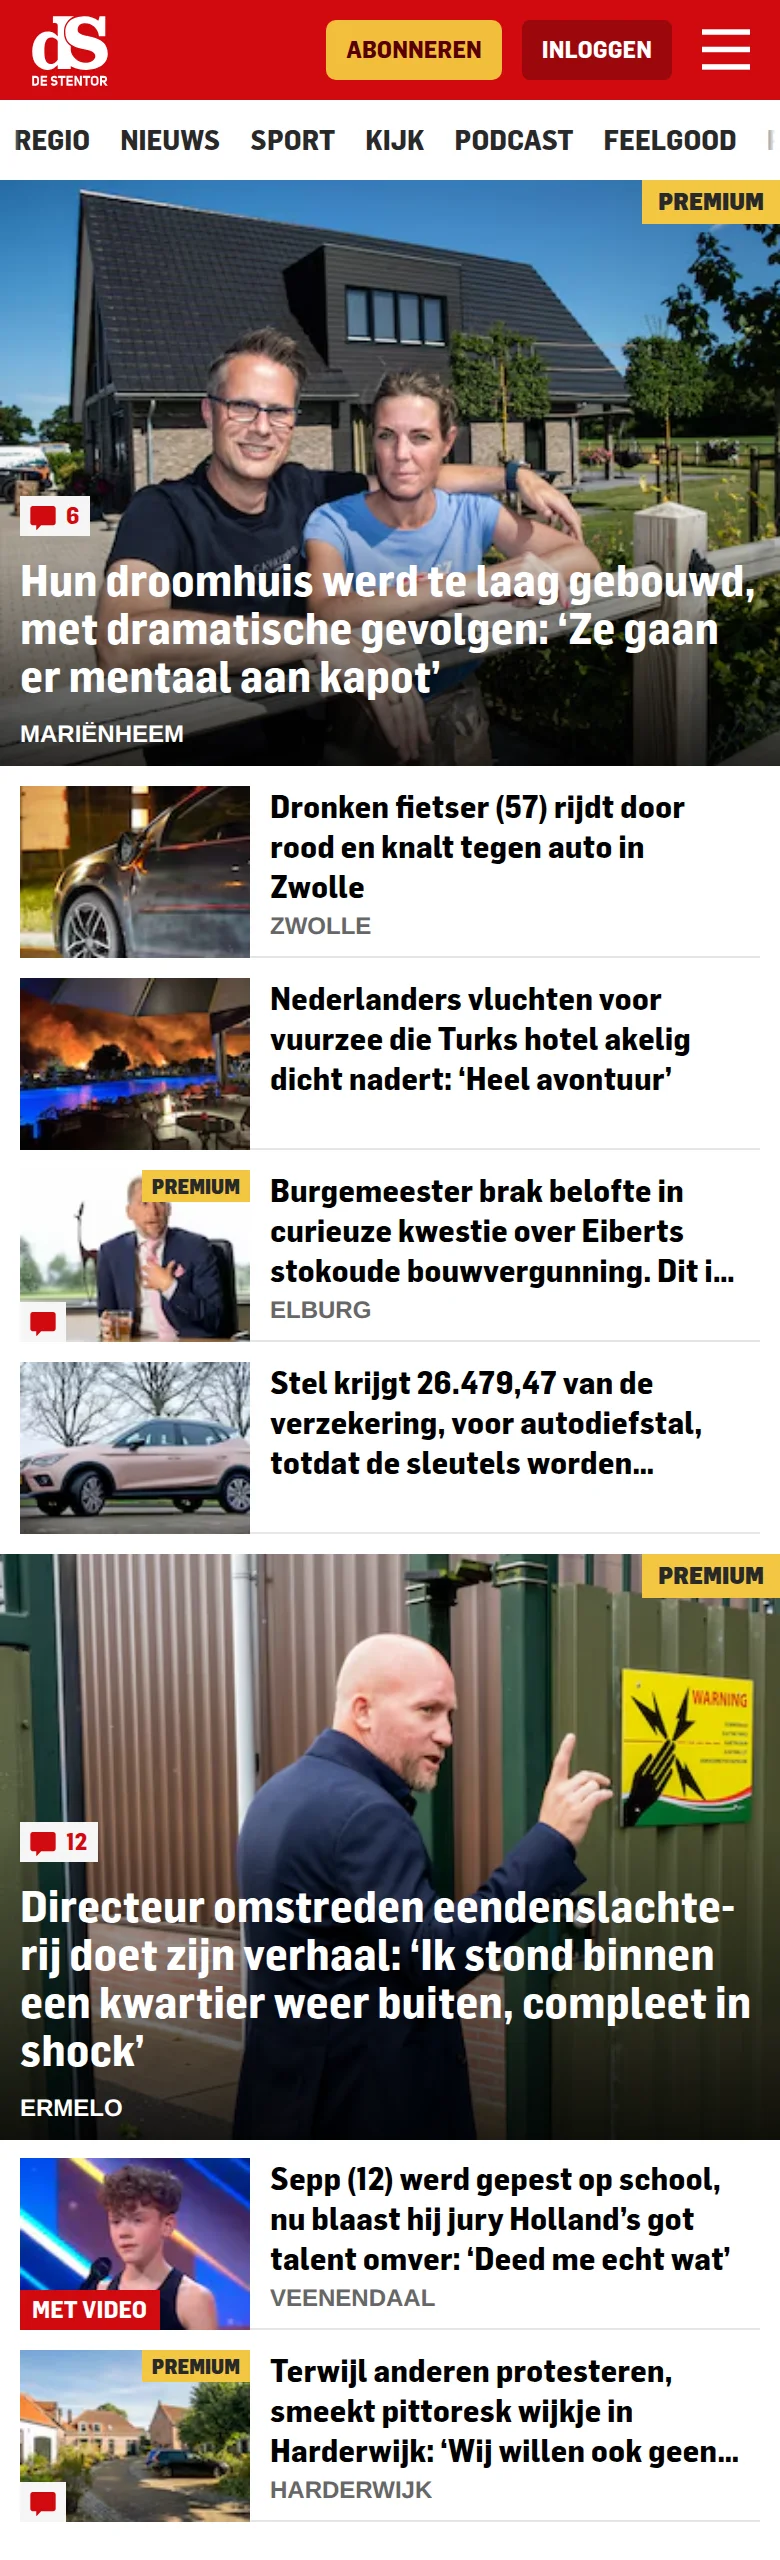 dS
DE STENTOR
ABONNEREN
INLOGGEN
REGIO NIEUWS SPORT KIJK PODCAST FEELGOOD
PREMIUM
6
Hun droomhuis werd te laag gebouwd,
met dramatische gevolgen: ‘Ze gaan
er mentaal aan kapot’
MARIËNHEEM
Dronken fietser (57) rijdt door
rood en knalt tegen auto in
Zwolle
ZWOLLE
Nederlanders vluchten voor
vuurzee die Turks hotel akelig
dicht nadert: ‘Heel avontuur’
PREMIUM
Burgemeester brak belofte in
curieuze kwestie over Eiberts
stokoude bouwvergunning. Dit i...
ELBURG
Stel krijgt 26.479,47 van de
verzekering, voor autodiefstal,
totdat de sleutels worden...
PREMIUM
WARNING
12
Directeur omstreden eendenslachte-
rij doet zijn verhaal: ‘Ik stond binnen
een kwartier weer buiten, compleet in
shock’
ERMELO
Sepp (12) werd gepest op school,
nu blaast hij jury Holland’s got
talent omver: ‘Deed me echt wat’
MET VIDEO
VEENENDAAL
PREMIUM
Terwijl anderen protesteren,
smeekt pittoresk wijkje in
Harderwijk: ‘Wij willen ook geen...
HARDERWIJK